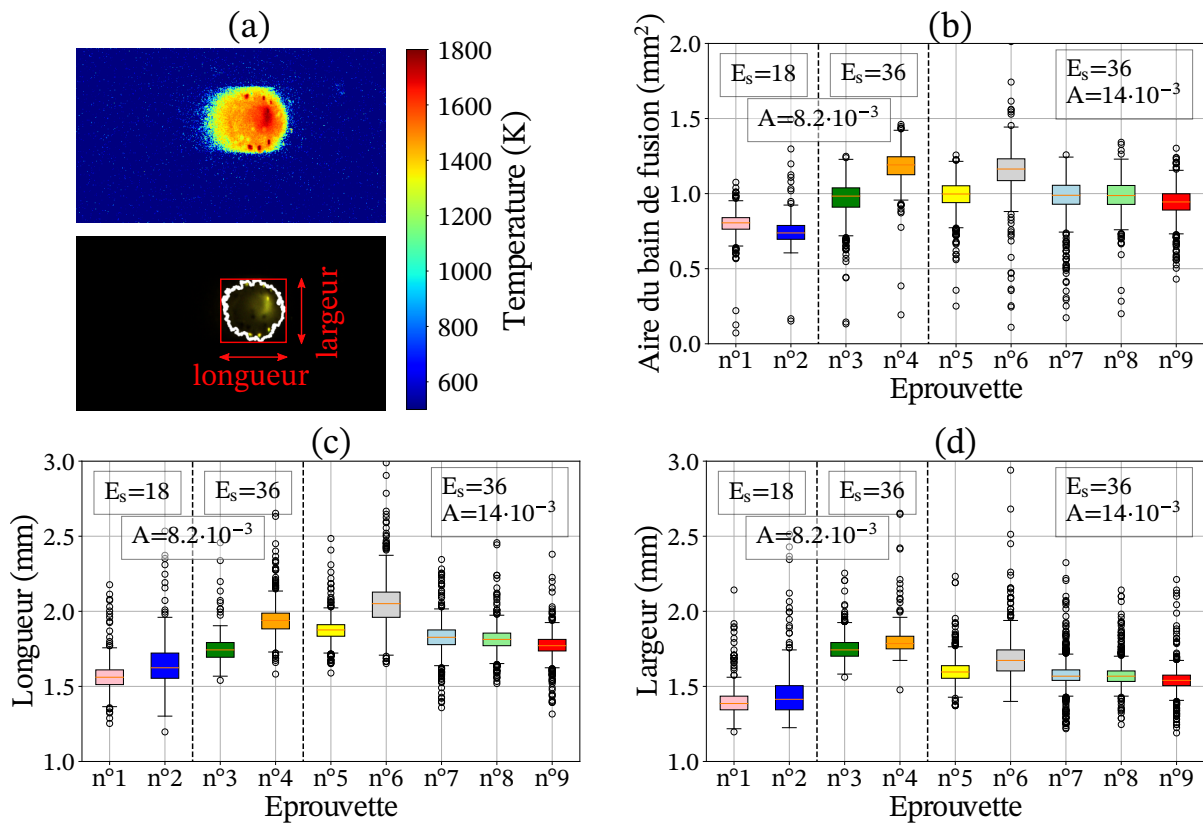 (a)
1800
1600
1400
1200
1000
800
600
Temperature (K)
largeur
longueur
(b)
Aire du bain de fusion (mm²)
2.0
1.5
1.0
0.5
0.0
Eₛ=18
Eₛ=36
Eₛ=36
A=14·10⁻³
A=8.2·10⁻³
n°1 n°2 n°3 n°4 n°5 n°6 n°7 n°8 n°9
Eprouvette
(c)
Longueur (mm)
3.0
2.5
2.0
1.5
1.0
Eₛ=18
Eₛ=36
Eₛ=36
A=14·10⁻³
A=8.2·10⁻³
n°1 n°2 n°3 n°4 n°5 n°6 n°7 n°8 n°9
Eprouvette
(d)
Largeur (mm)
3.0
2.5
2.0
1.5
1.0
Eₛ=18
Eₛ=36
Eₛ=36
A=14·10⁻³
A=8.2·10⁻³
n°1 n°2 n°3 n°4 n°5 n°6 n°7 n°8 n°9
Eprouvette